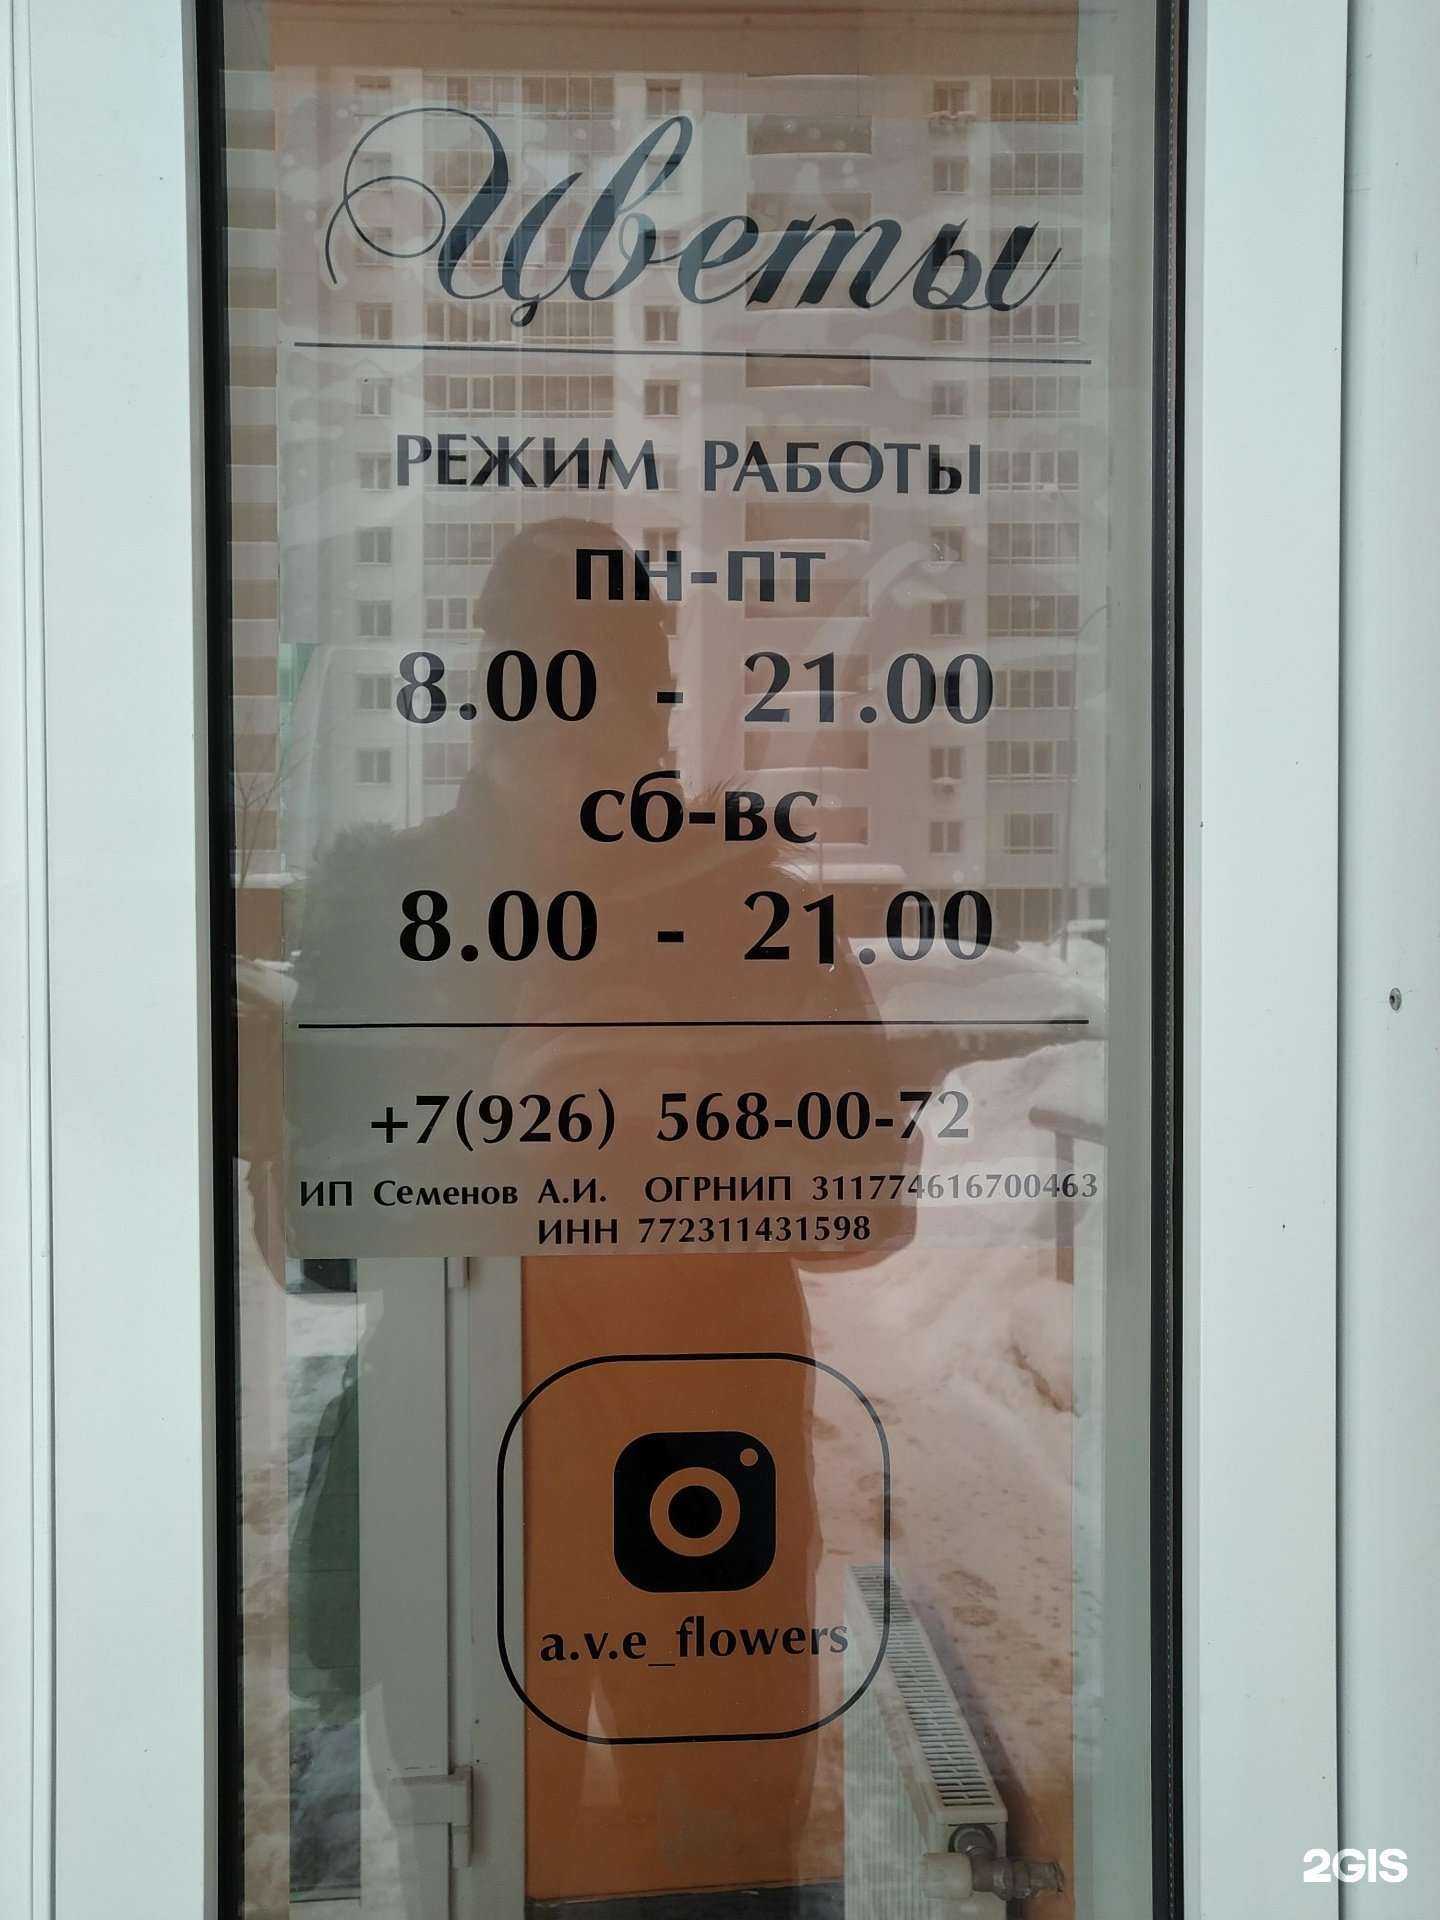 Цветы
РЕЖИМ РАБОТЫ
ПН-ПТ
8.00 - 21.00
сб-вс
8.00 - 21.00
+7(926) 568-00-72
ИП Семенов А.И. ОГРНИП 311774616700463
ИНН 772311431598
a.v.e_flowers
2GIS